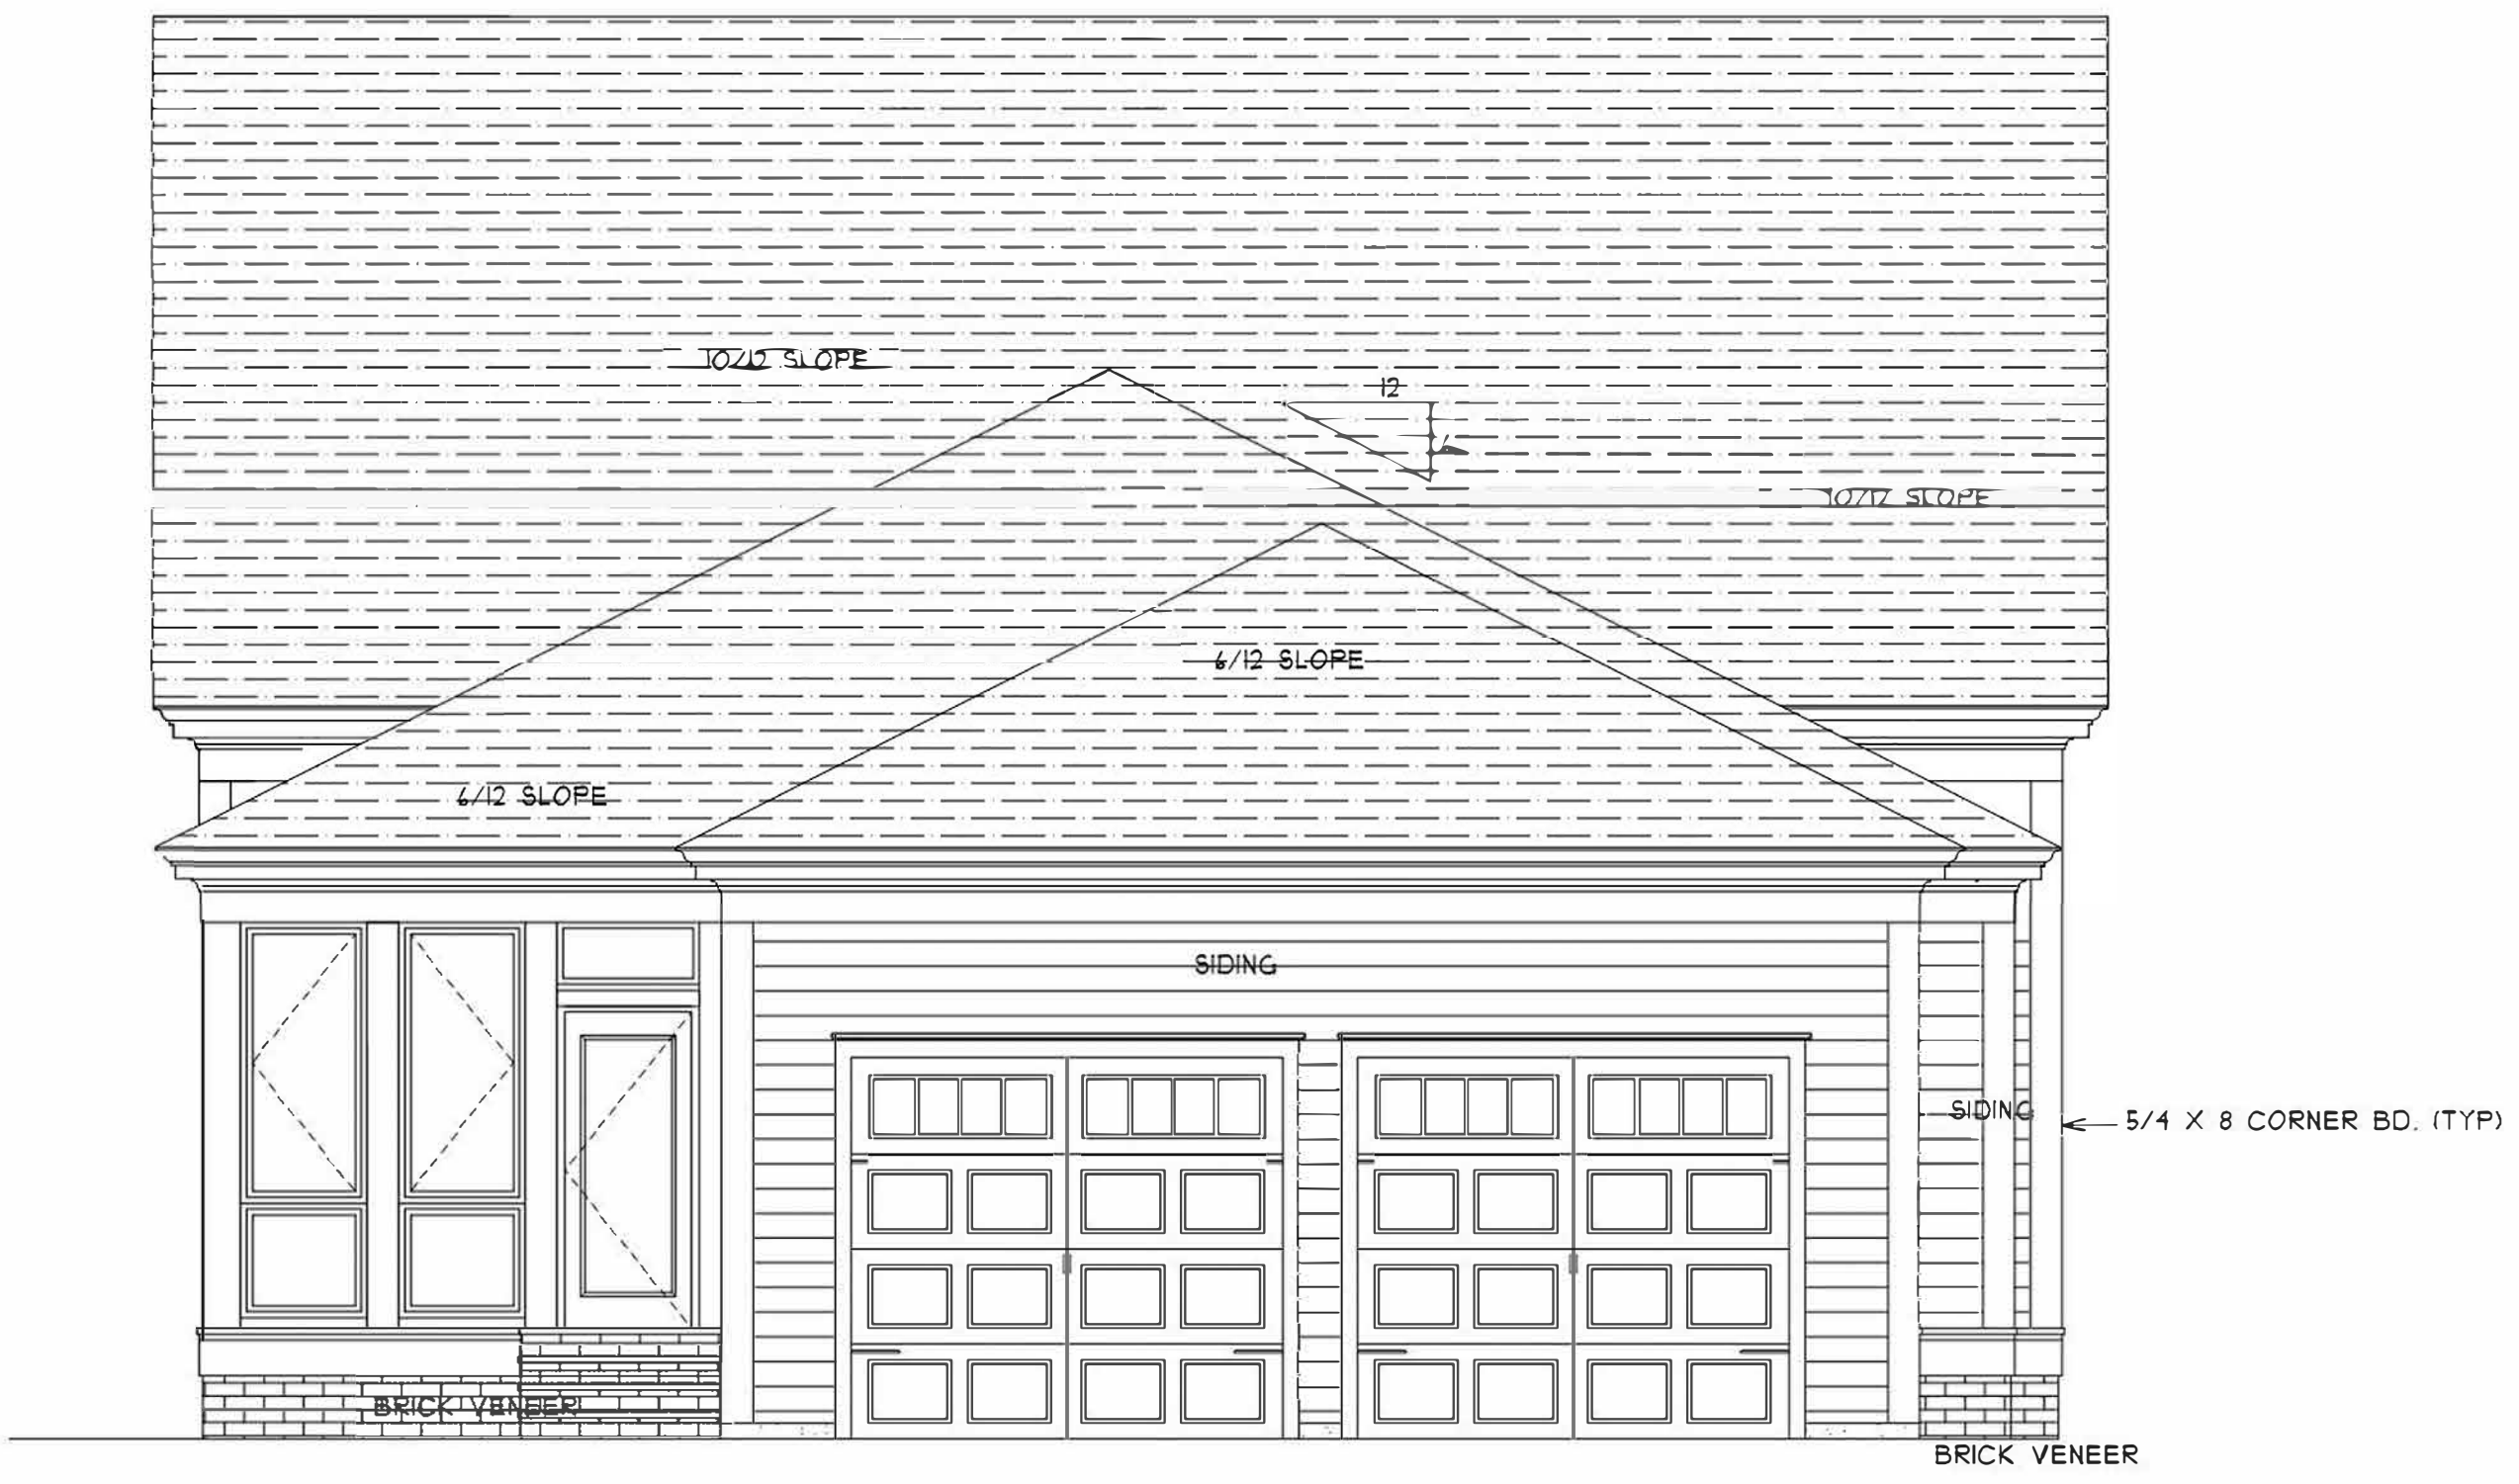 10/12 SLOPE
12
6
10/12 SLOPE
6/12 SLOPE
6/12 SLOPE
SIDING
SIDING
5/4 X 8 CORNER BD. (TYP)
BRICK VENEER
BRICK VENEER